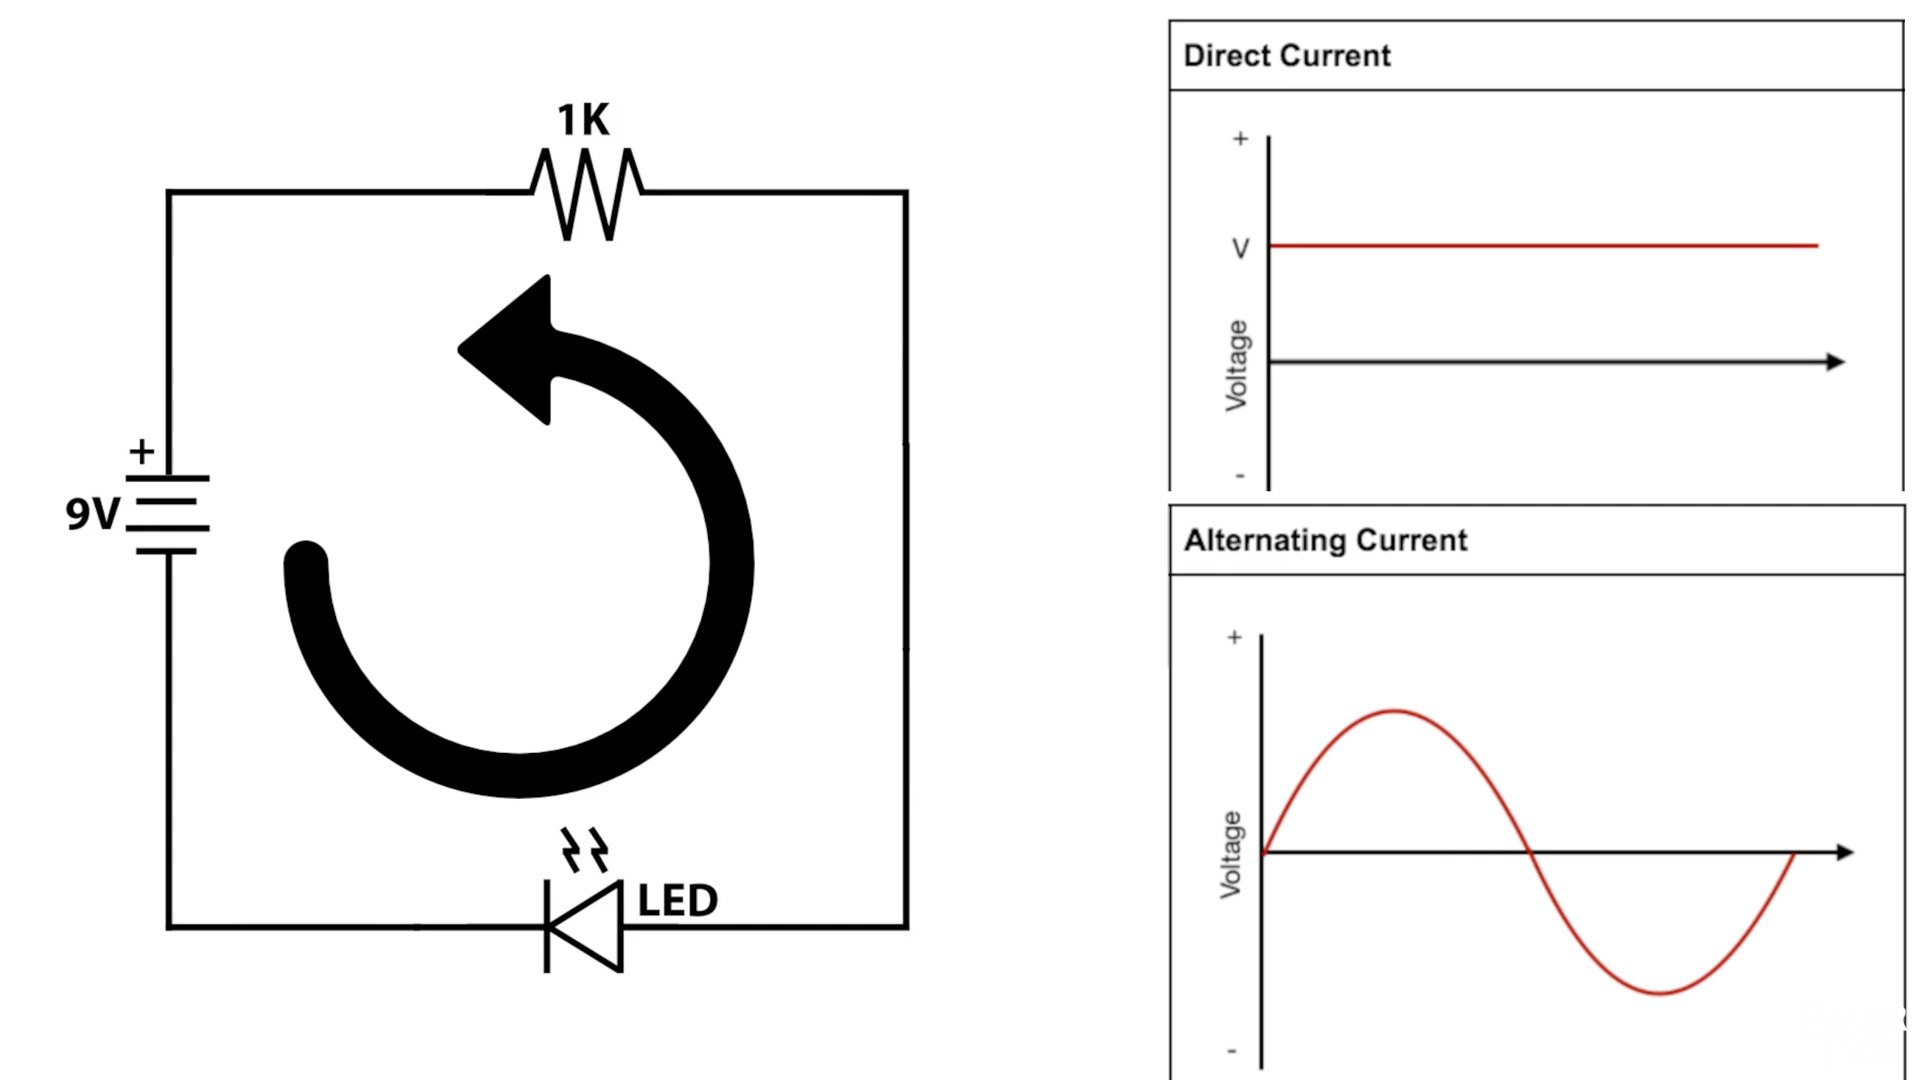 1K
+
9V
LED
Direct Current
+
V
Voltage
-
Alternating Current
+
Voltage
-